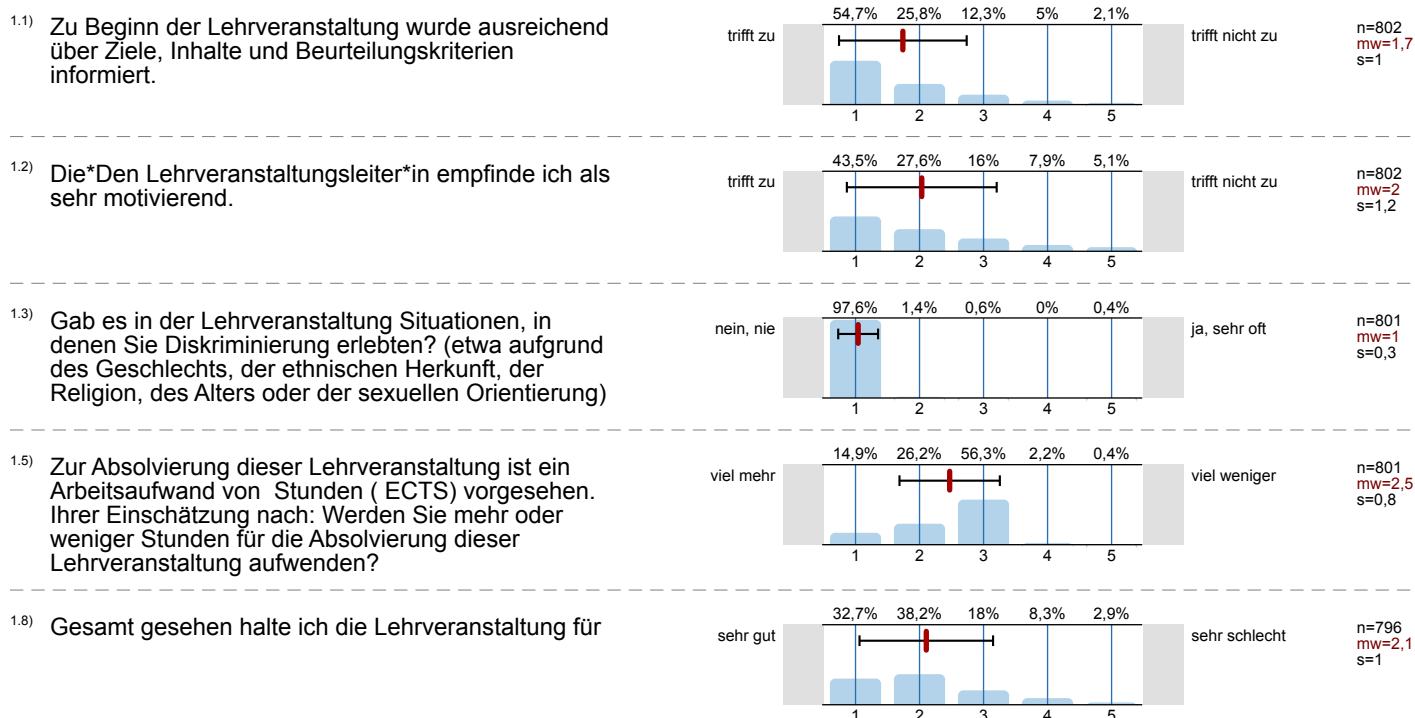 1.1) Zu Beginn der Lehrveranstaltung wurde ausreichend
über Ziele, Inhalte und Beurteilungskriterien
informiert.
trifft zu
54,7% 25,8% 12,3% 5% 2,1%
1 2 3 4 5
trifft nicht zu
n=802
mw=1,7
s=1
1.2) Die*Den Lehrveranstaltungsleiter*in empfinde ich als
sehr motivierend.
trifft zu
43,5% 27,6% 16% 7,9% 5,1%
1 2 3 4 5
trifft nicht zu
n=802
mw=2
s=1,2
1.3) Gab es in der Lehrveranstaltung Situationen, in
denen Sie Diskriminierung erlebten? (etwa aufgrund
des Geschlechts, der ethnischen Herkunft, der
Religion, des Alters oder der sexuellen Orientierung)
nein, nie
97,6% 1,4% 0,6% 0% 0,4%
1 2 3 4 5
ja, sehr oft
n=801
mw=1
s=0,3
1.5) Zur Absolvierung dieser Lehrveranstaltung ist ein
Arbeitsaufwand von  Stunden ( ECTS) vorgesehen.
Ihrer Einschätzung nach: Werden Sie mehr oder
weniger Stunden für die Absolvierung dieser
Lehrveranstaltung aufwenden?
viel mehr
14,9% 26,2% 56,3% 2,2% 0,4%
1 2 3 4 5
viel weniger
n=801
mw=2,5
s=0,8
1.8) Gesamt gesehen halte ich die Lehrveranstaltung für
sehr gut
32,7% 38,2% 18% 8,3% 2,9%
1 2 3 4 5
sehr schlecht
n=796
mw=2,1
s=1